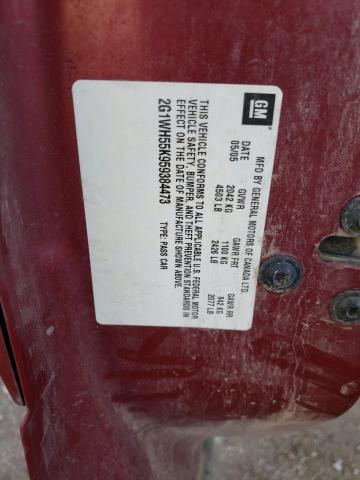 GM
MFD BY GENERAL MOTORS OF CANADA LTD.
DATE GVWR GAWR FRT GAWR RR
05/05 2042 KG 1100 KG 942 KG
4503 LB 2426 LB 2077 LB
THIS VEHICLE CONFORMS TO ALL APPLICABLE U.S. FEDERAL MOTOR
VEHICLE SAFETY, BUMPER, AND THEFT PREVENTION STANDARDS IN
EFFECT ON THE DATE OF MANUFACTURE SHOWN ABOVE.
2G1WH55K959384473 TYPE: PASS CAR